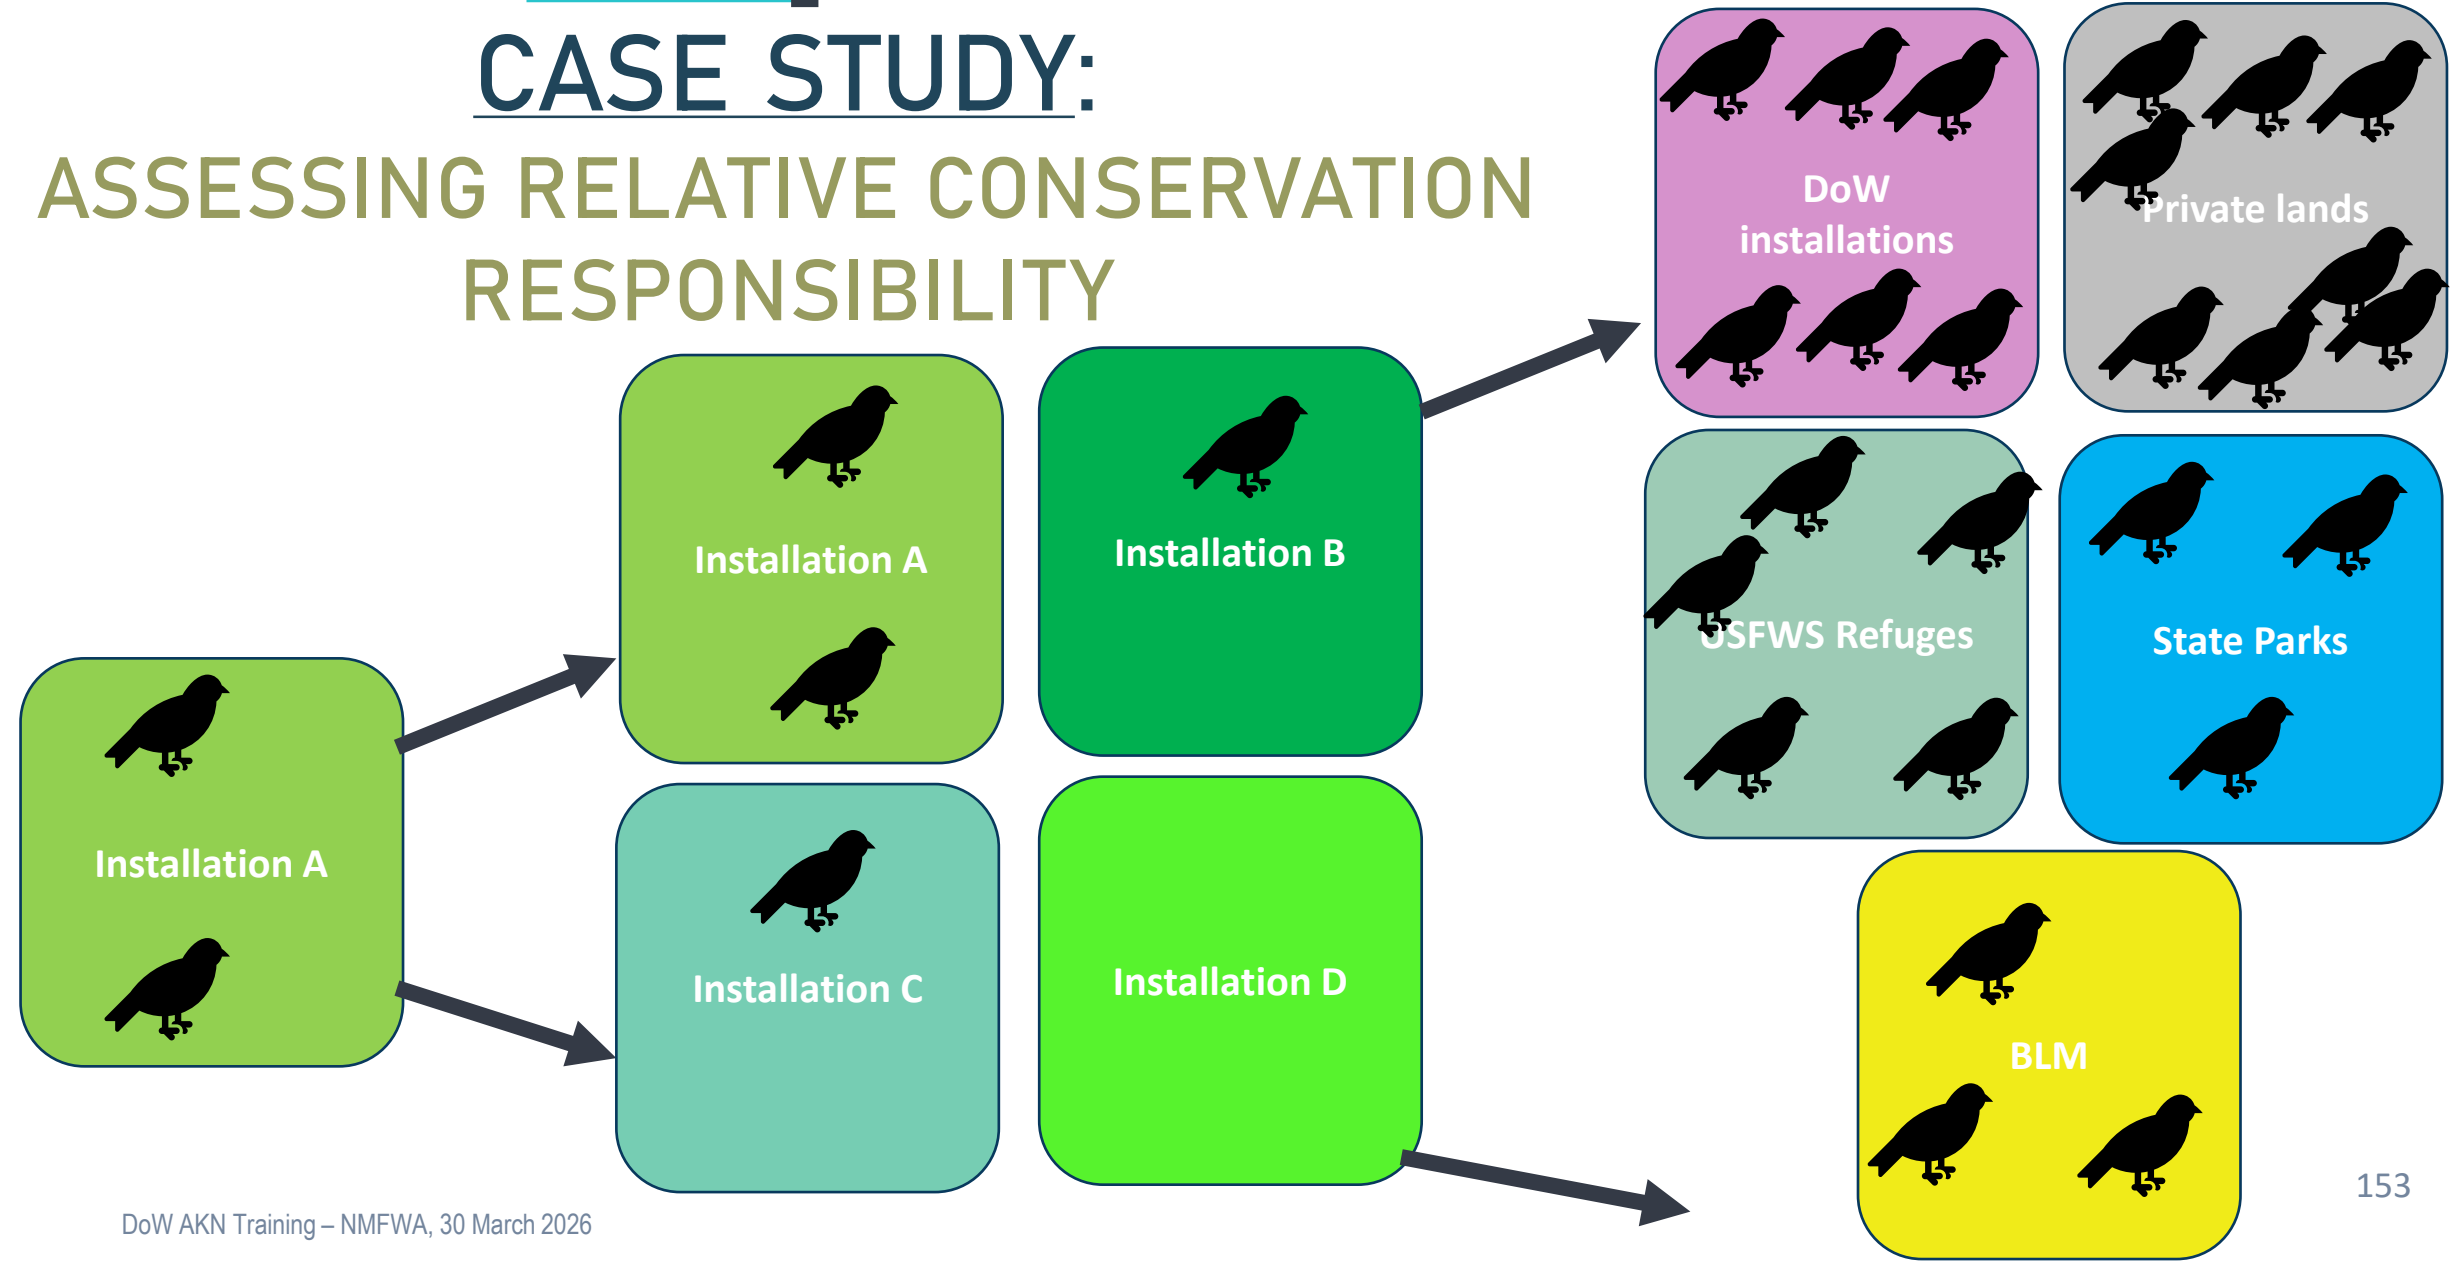 CASE STUDY:
ASSESSING RELATIVE CONSERVATION
RESPONSIBILITY
Installation A
Installation A
Installation B
Installation C
Installation D
DoW
installations
Private lands
USFWS Refuges
State Parks
BLM
153
DoW AKN Training – NMFWA, 30 March 2026